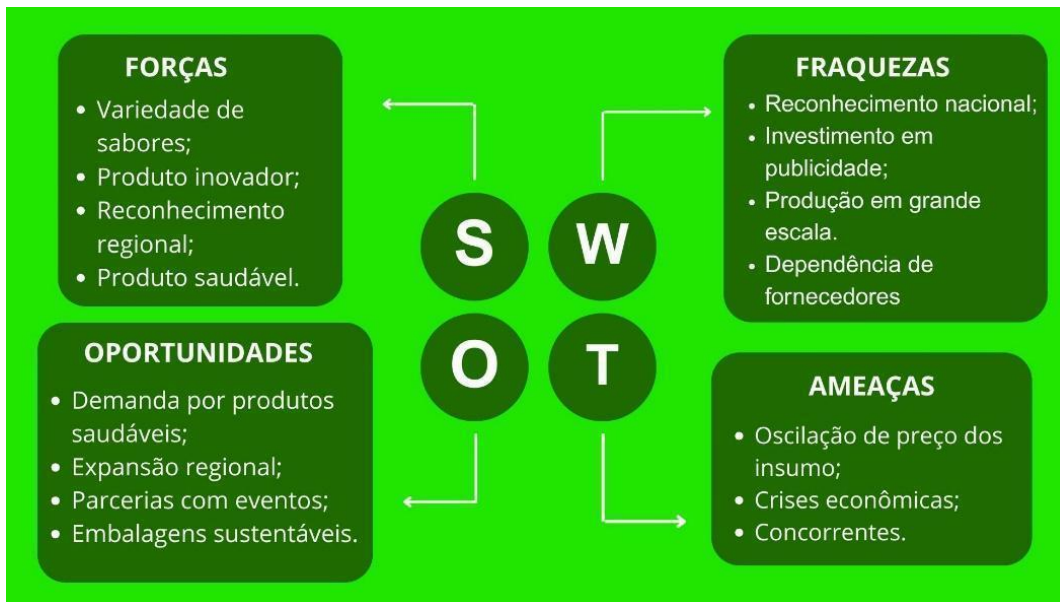 FORÇAS
• Variedade de
sabores;
• Produto inovador;
• Reconhecimento
regional;
• Produto saudável.
FRAQUEZAS
• Reconhecimento nacional;
• Investimento em
publicidade;
• Produção em grande
escala.
• Dependência de
fornecedores
S
W
O
T
OPORTUNIDADES
• Demanda por produtos
saudáveis;
• Expansão regional;
• Parcerias com eventos;
• Embalagens sustentáveis.
AMEAÇAS
• Oscilação de preço dos
insumo;
• Crises econômicas;
• Concorrentes.